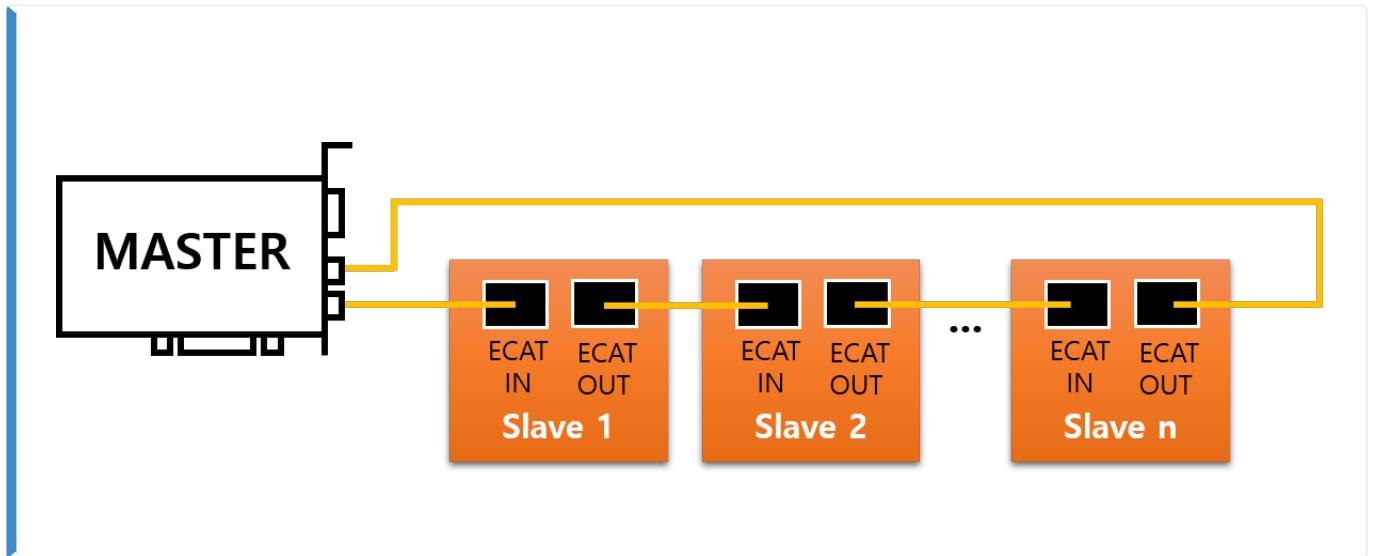 MASTER
ECAT
IN
ECAT
OUT
Slave 1
ECAT
IN
ECAT
OUT
Slave 2
...
ECAT
IN
ECAT
OUT
Slave n